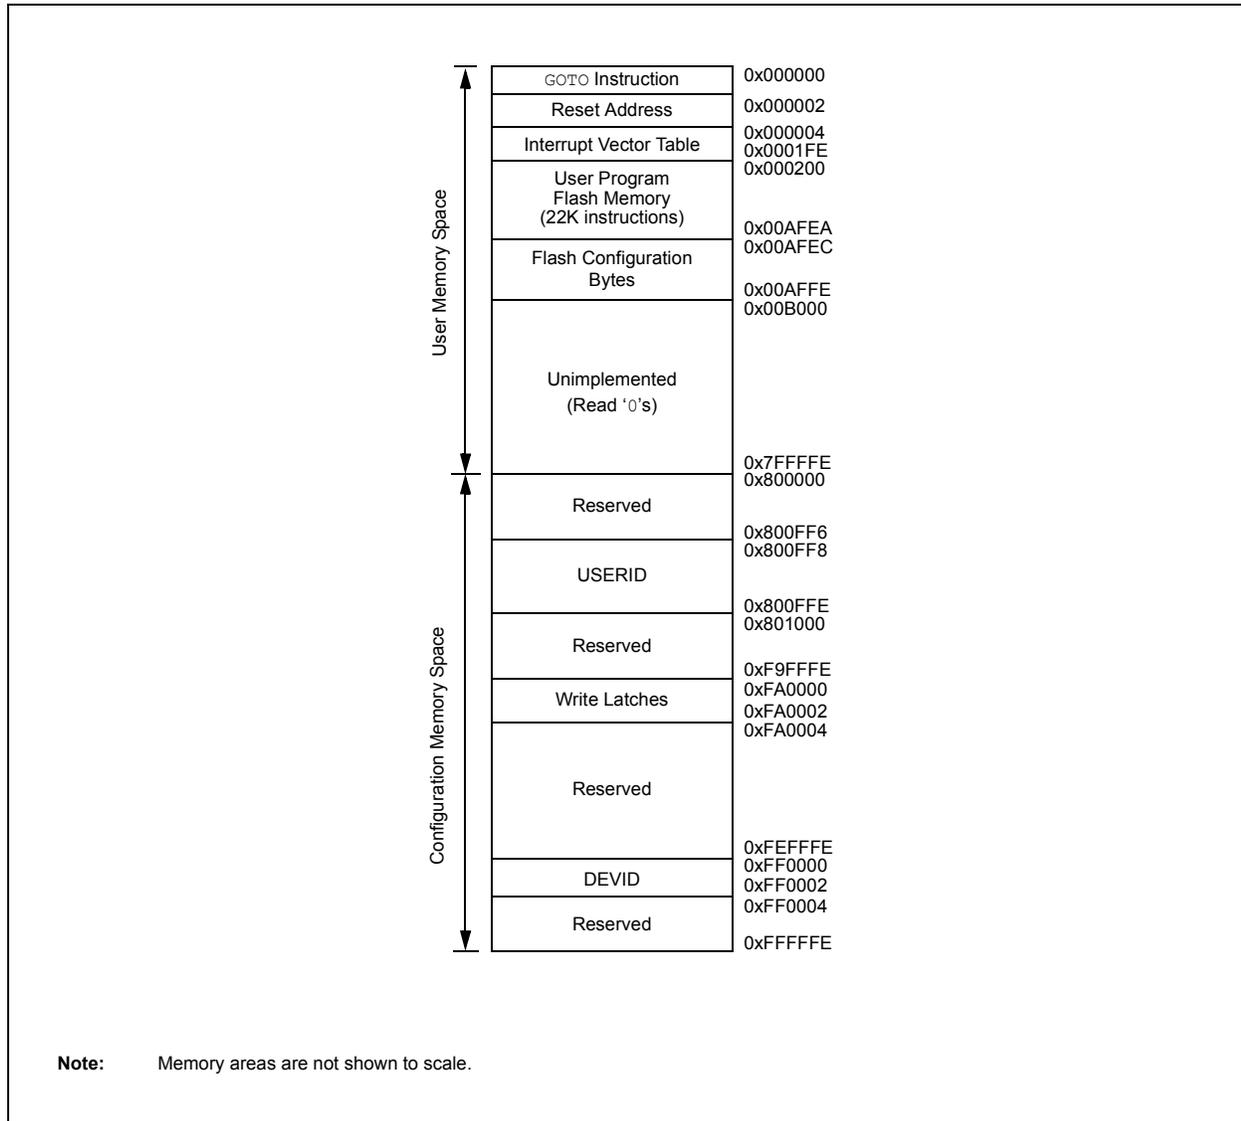 GOTO Instruction
0x000000
Reset Address
0x000002
Interrupt Vector Table
0x000004
0x0001FE
User Program
Flash Memory
(22K instructions)
0x000200
0x00AFEA
Flash Configuration
Bytes
0x00AFEC
0x00AFFE
Unimplemented
(Read ‘0’s)
0x00B000
0x7FFFFE
User Memory Space
Reserved
0x800000
0x800FF6
USERID
0x800FF8
0x800FFE
Reserved
0x801000
0xF9FFFE
Write Latches
0xFA0000
0xFA0002
Reserved
0xFA0004
0xFEFFFE
DEVID
0xFF0000
0xFF0002
Reserved
0xFF0004
0xFFFFFE
Configuration Memory Space
Note: Memory areas are not shown to scale.